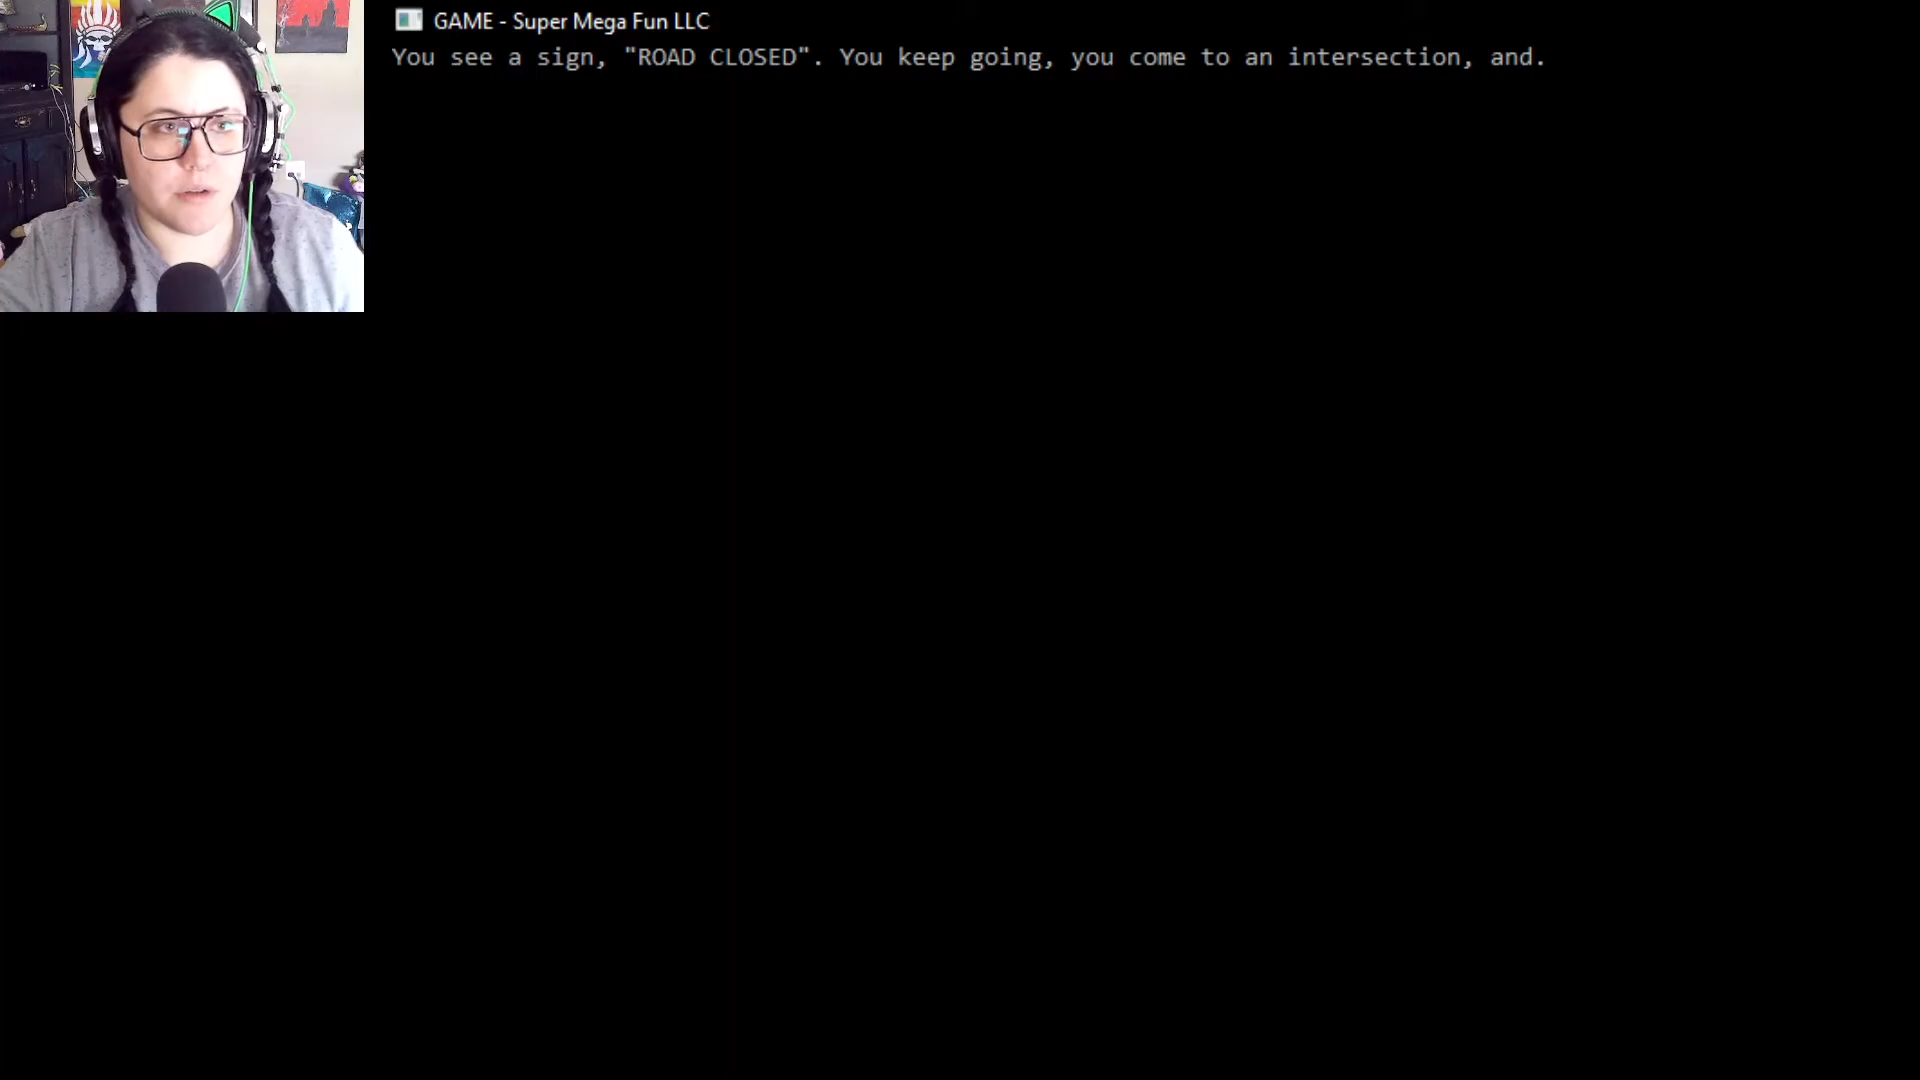 GAME - Super Mega Fun LLC
You see a sign, "ROAD CLOSED". You keep going, you come to an intersection, and.